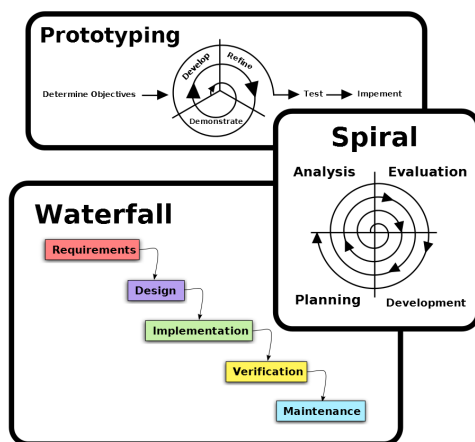 Prototyping
Determine Objectives
Develop
Refine
Demonstrate
Test
Impement
Spiral
Analysis
Evaluation
Planning
Development
Waterfall
Requirements
Design
Implementation
Verification
Maintenance